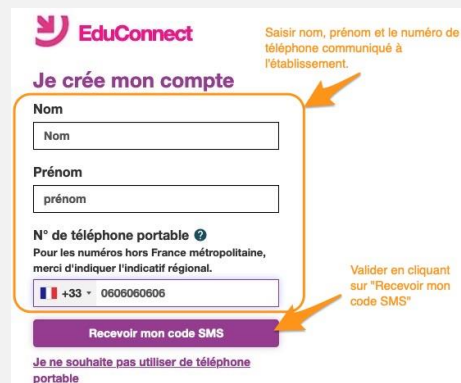 EduConnect
Saisir nom, prénom et le numéro de
téléphone communiqué à
l'établissement.
Je crée mon compte
Nom
Nom
Prénom
prénom
N° de téléphone portable ?
Pour les numéros hors France métropolitaine,
merci d'indiquer l'indicatif régional.
+33 0606060606
Valider en cliquant
sur "Recevoir mon
code SMS"
Recevoir mon code SMS
Je ne souhaite pas utiliser de téléphone
portable